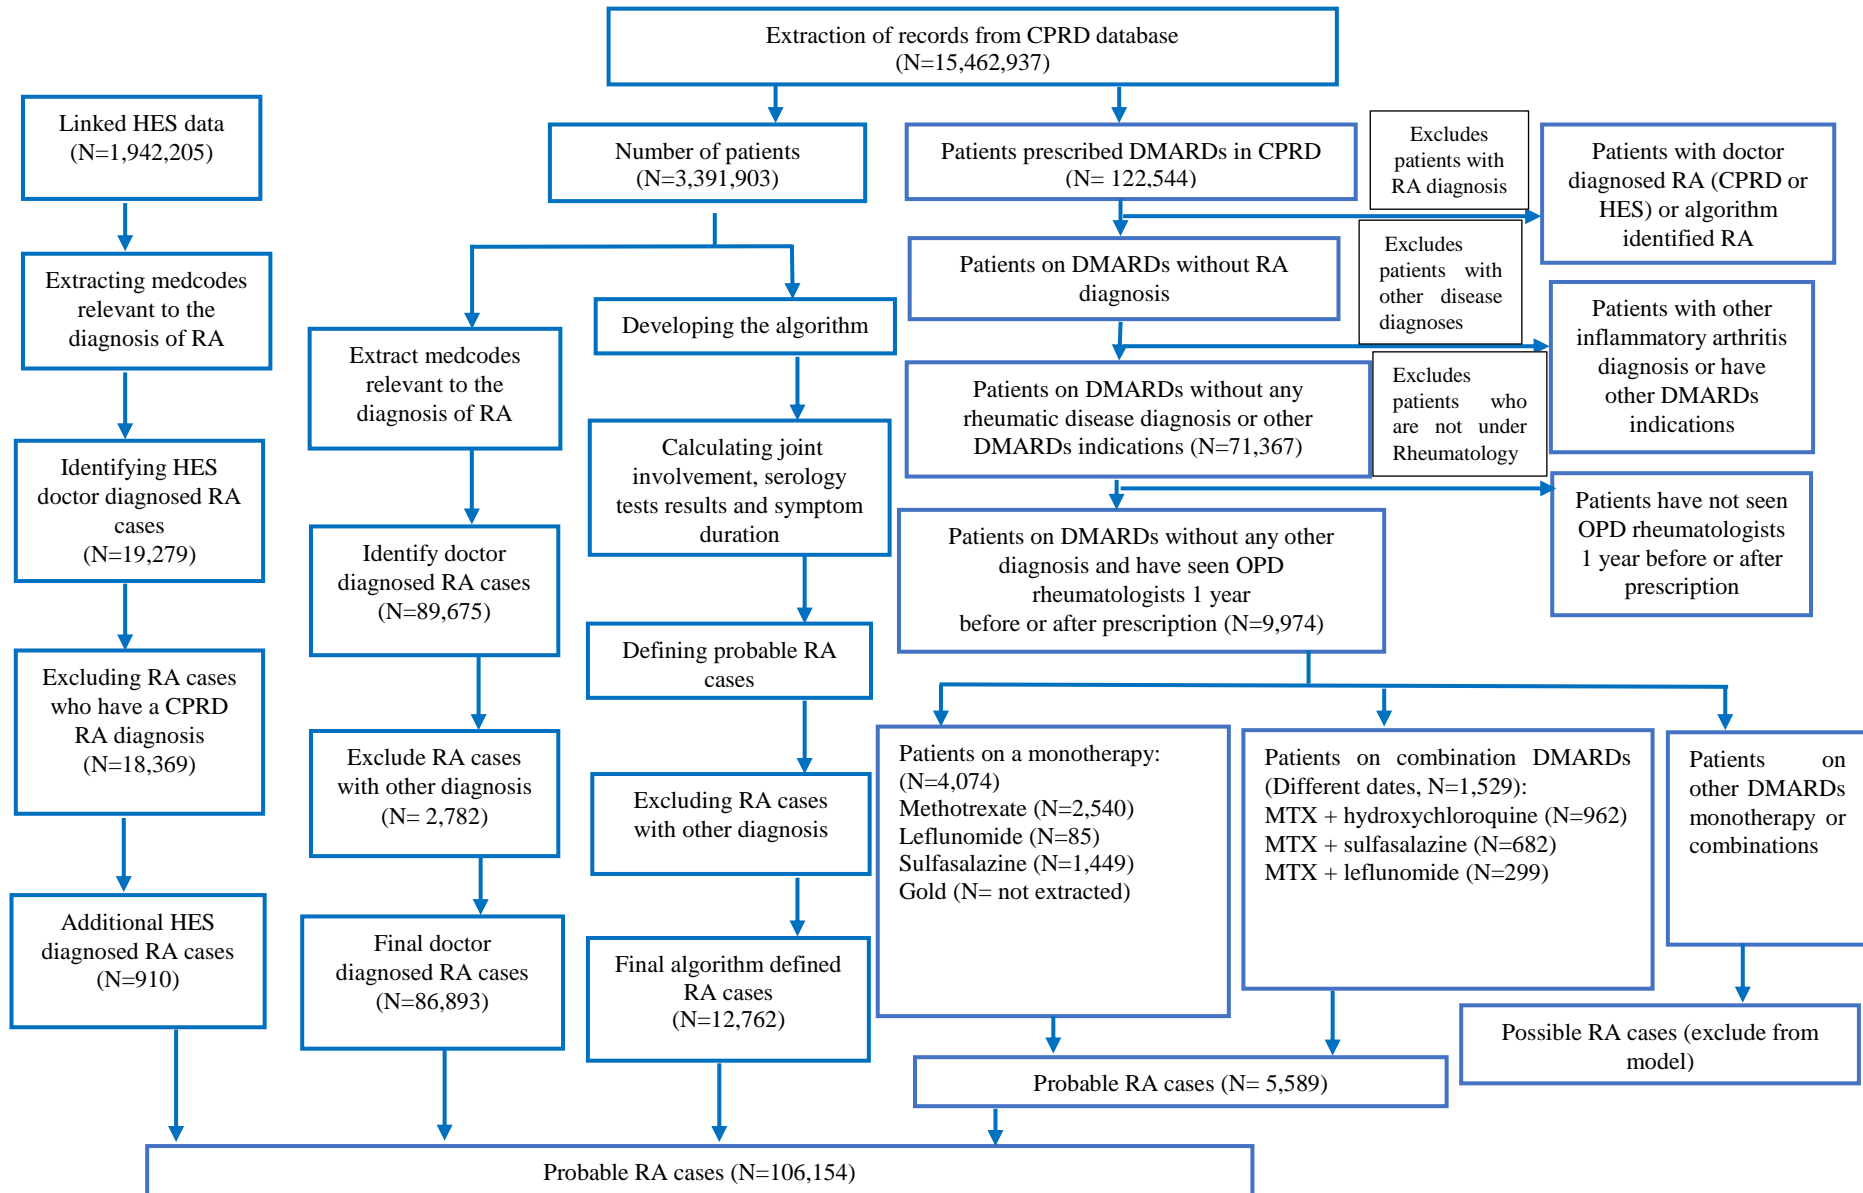 Extraction of records from CPRD database
(N=15,462,937)
Linked HES data
(N=1,942,205)
Extracting medcodes
relevant to the
diagnosis of RA
Identifying HES
doctor diagnosed RA
cases
(N=19,279)
Excluding RA cases
who have a CPRD
RA diagnosis
(N=18,369)
Additional HES
diagnosed RA cases
(N=910)
Number of patients
(N=3,391,903)
Extract medcodes
relevant to the
diagnosis of RA
Identify doctor
diagnosed RA cases
(N=89,675)
Exclude RA cases
with other diagnosis
(N= 2,782)
Final doctor
diagnosed RA cases
(N=86,893)
Developing the algorithm
Calculating joint
involvement, serology
tests results and symptom
duration
Defining probable RA
cases
Excluding RA cases
with other diagnosis
Final algorithm defined
RA cases
(N=12,762)
Patients prescribed DMARDs in CPRD
(N= 122,544)
Excludes
patients with
RA diagnosis
Patients with doctor
diagnosed RA (CPRD or
HES) or algorithm
identified RA
Patients on DMARDs without RA
diagnosis
Excludes
patients with
other disease
diagnoses
Patients with other
inflammatory arthritis
diagnosis or have
other DMARDs
indications
Patients on DMARDs without any
rheumatic disease diagnosis or other
DMARDs indications (N=71,367)
Excludes
patients who
are not under
Rheumatology
Patients have not seen
OPD rheumatologists
1 year before or after
prescription
Patients on DMARDs without any other
diagnosis and have seen OPD
rheumatologists 1 year
before or after prescription (N=9,974)
Patients on a monotherapy:
(N=4,074)
Methotrexate (N=2,540)
Leflunomide (N=85)
Sulfasalazine (N=1,449)
Gold (N= not extracted)
Patients on combination DMARDs
(Different dates, N=1,529):
MTX + hydroxychloroquine (N=962)
MTX + sulfasalazine (N=682)
MTX + leflunomide (N=299)
Patients on
other DMARDs
monotherapy or
combinations
Possible RA cases (exclude from
model)
Probable RA cases (N= 5,589)
Probable RA cases (N=106,154)